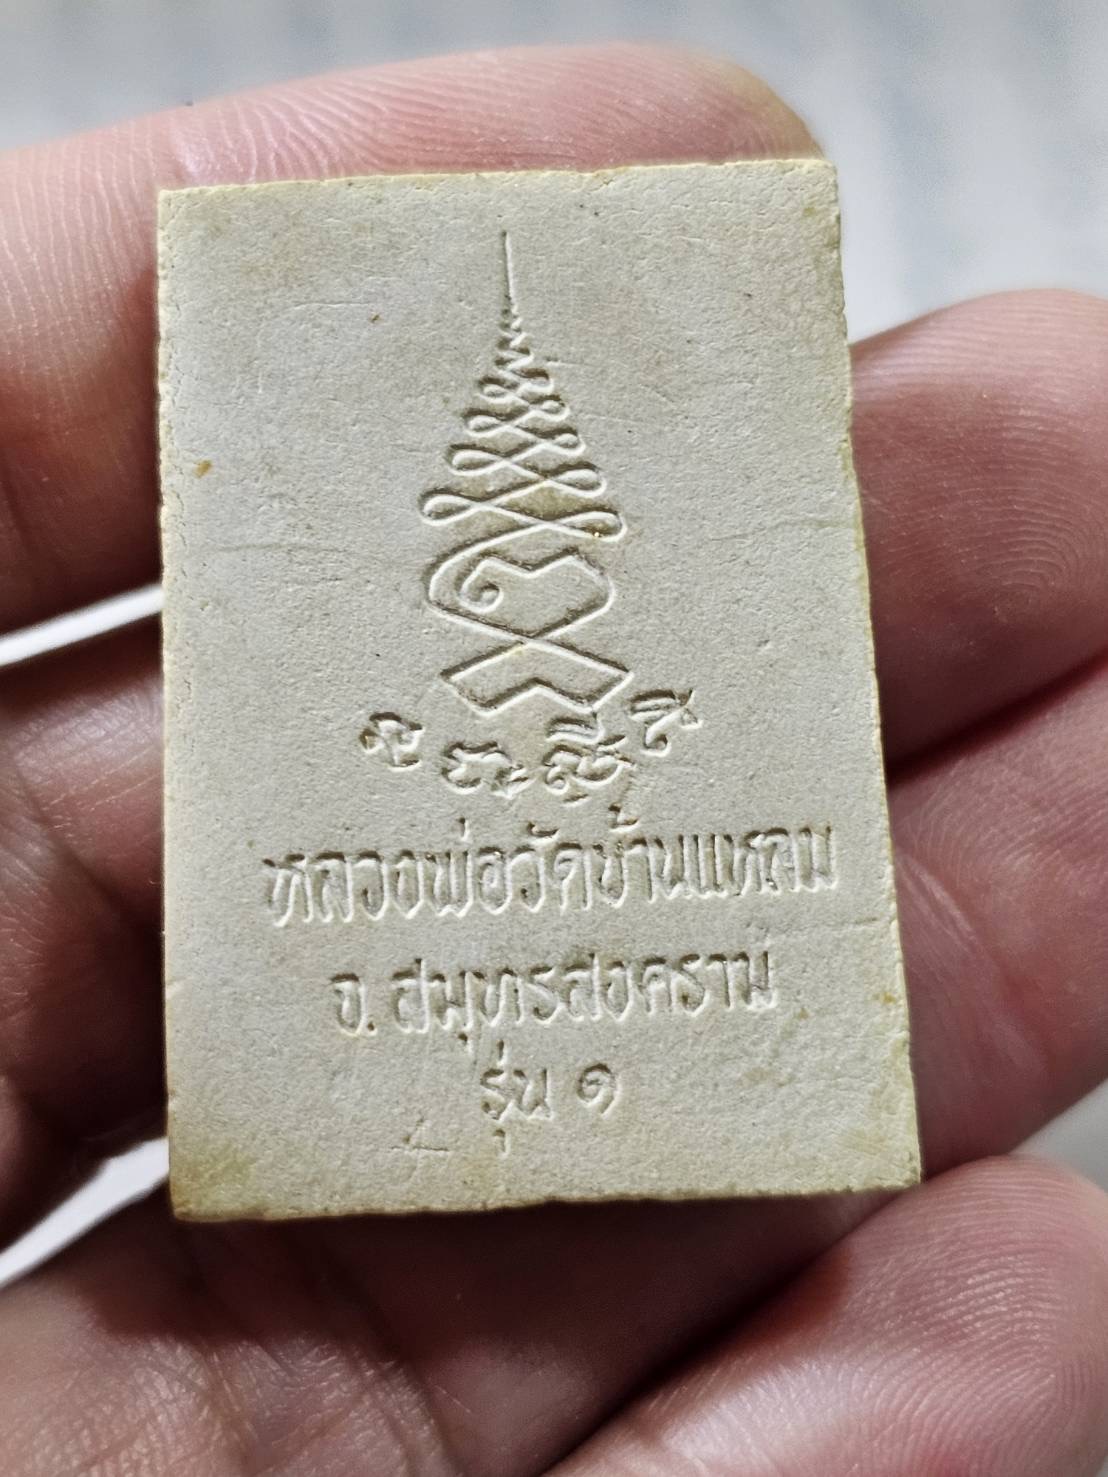 หลวงพ่อวัดบ้านแหลม
จ. สมุทรสงคราม
รุ่น ๑